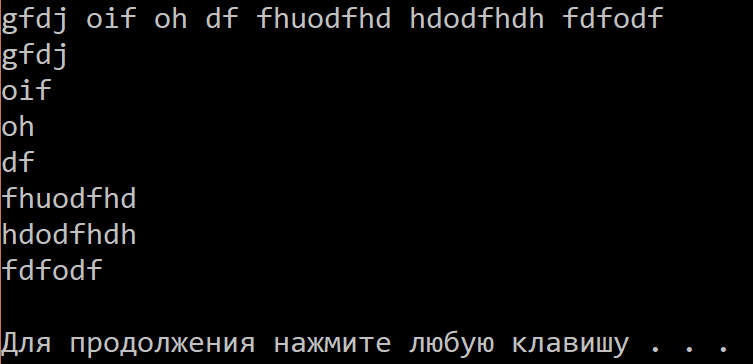 gfdj oif oh df fhuodfhd hdodfhdh fdfodf
gfdj
oif
oh
df
fhuodfhd
hdodfhdh
fdfodf
Для продолжения нажмите любую клавишу . . .